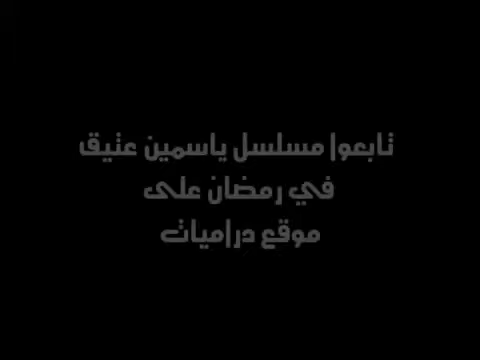 تابعوا مسلسل ياسمين عتيق
في رمضان على
موقع دراميات